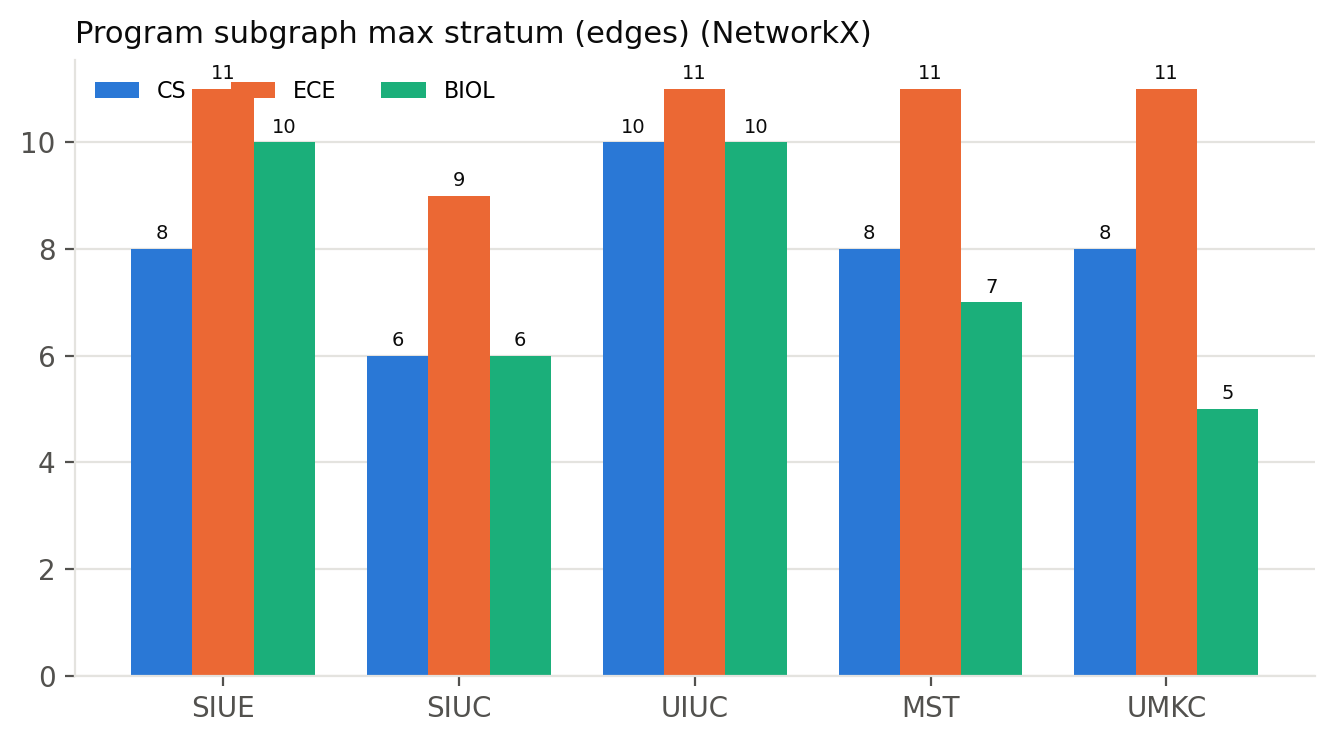 Program subgraph max stratum (edges) (NetworkX)
CS ECE BIOL
11 11 11 11
10 10 10
10
9
8 8 8
8
7
6 6
6
5
4
2
0
SIUE SIUC UIUC MST UMKC